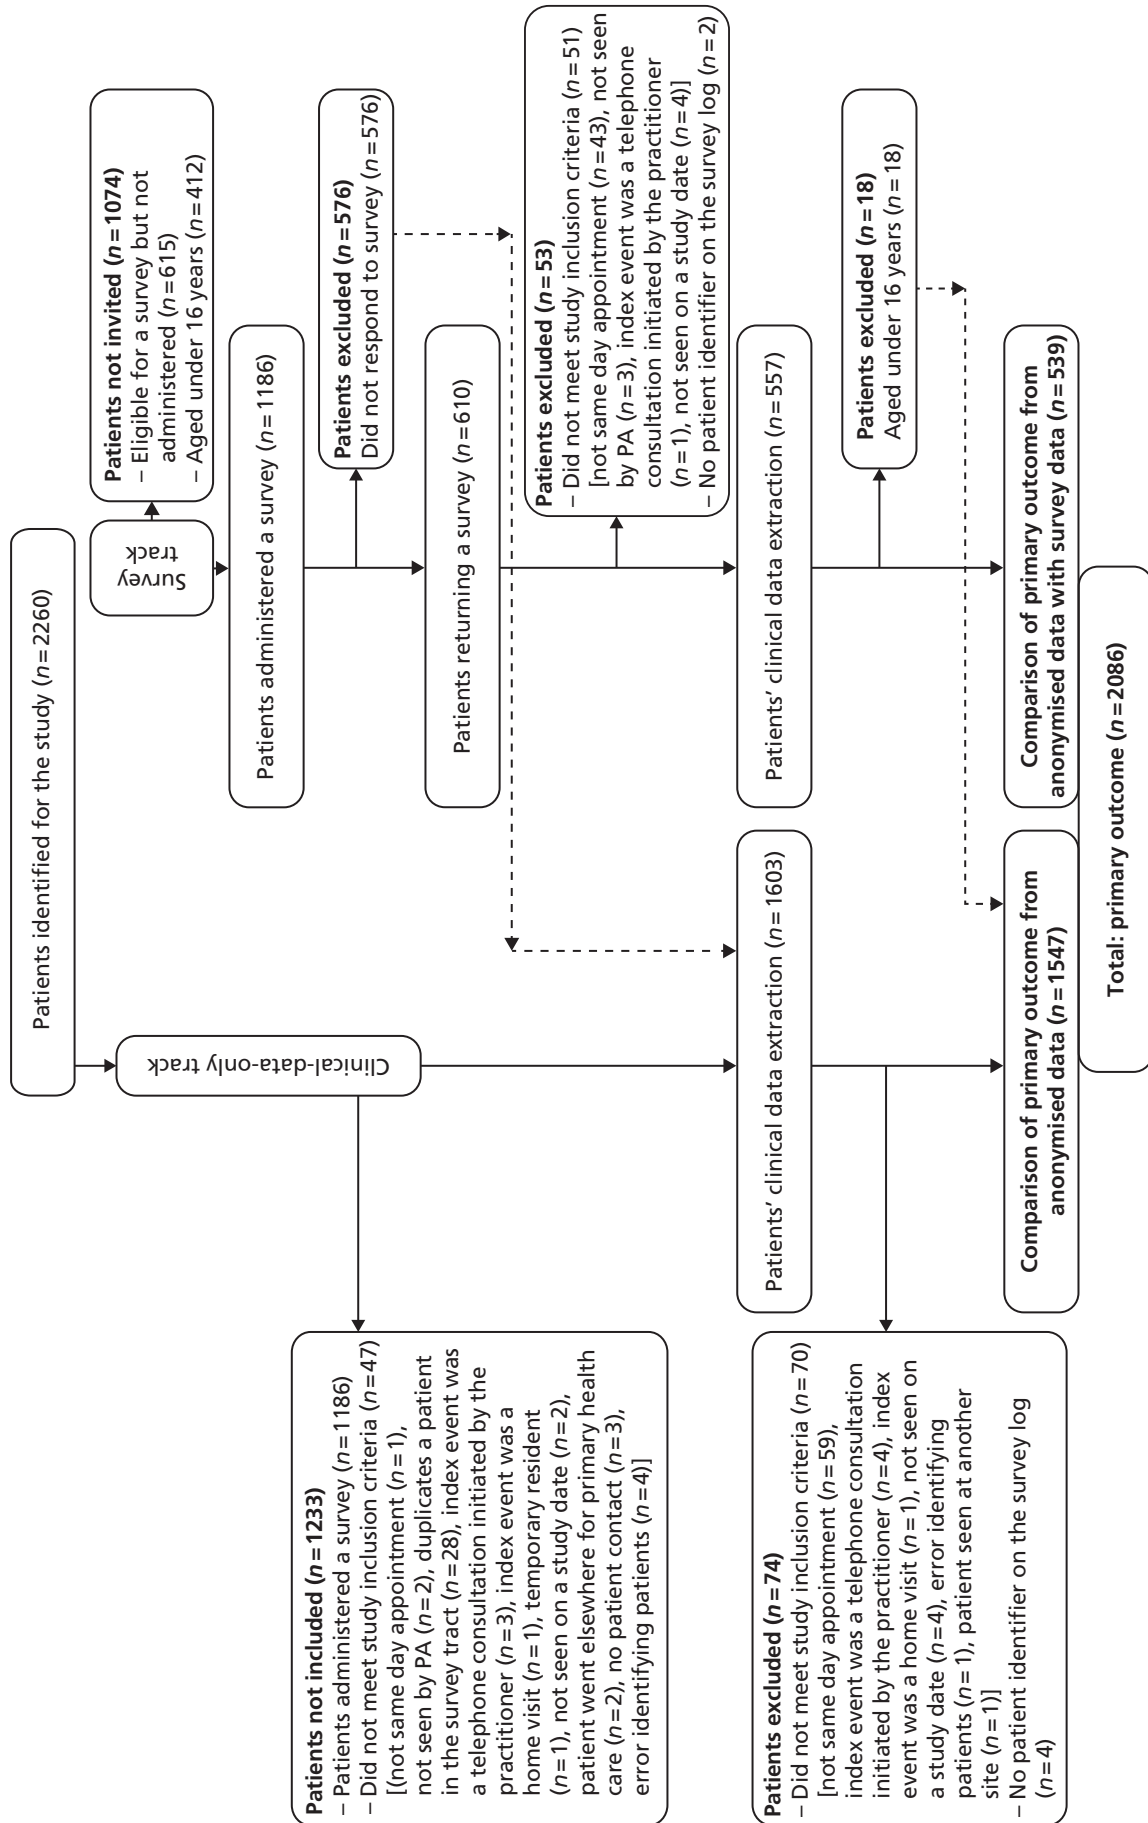 Patients identified for the study (n=2260)
Survey
track
Patients not invited (n=1074)
– Eligible for a survey but not
administered (n=615)
– Aged under 16 years (n=412)
Clinical-data-only track
Patients administered a survey (n=1186)
Patients excluded (n=576)
Did not respond to survey (n=576)
Patients not included (n=1233)
– Patients administered a survey (n=1186)
– Did not meet study inclusion criteria (n=47)
[(not same day appointment (n=1),
not seen by PA (n=2), duplicates a patient
in the survey tract (n=28), index event was
a telephone consultation initiated by the
practitioner (n=3), index event was a
home visit (n=1), temporary resident
(n=1), not seen on a study date (n=2),
patient went elsewhere for primary health
care (n=2), no patient contact (n=3),
error identifying patients (n=4)]
Patients returning a survey (n=610)
Patients excluded (n=53)
– Did not meet study inclusion criteria (n=51)
[not same day appointment (n=43), not seen
by PA (n=3), index event was a telephone
consultation initiated by the practitioner
(n=1), not seen on a study date (n=4)]
– No patient identifier on the survey log (n=2)
Patients’ clinical data extraction (n=1603)
Patients’ clinical data extraction (n=557)
Patients excluded (n=74)
– Did not meet study inclusion criteria (n=70)
[not same day appointment (n=59),
index event was a telephone consultation
initiated by the practitioner (n=4), index
event was a home visit (n=1), not seen on
a study date (n=4), error identifying
patients (n=1), patient seen at another
site (n=1)]
– No patient identifier on the survey log
(n=4)
Patients excluded (n=18)
Aged under 16 years (n=18)
Comparison of primary outcome from
anonymised data (n=1547)
Comparison of primary outcome from
anonymised data with survey data (n=539)
Total: primary outcome (n=2086)